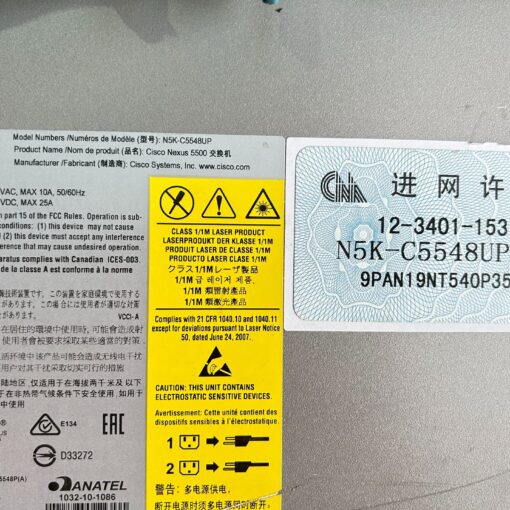 Model Numbers /Numéros de Modèle (型号): N5K-C5548UP
Product Name /Nom de produit (品名): Cisco Nexus 5500 交换机
Manufacturer /Fabricant (制造商): Cisco Systems, Inc., www.cisco.com
VAC, MAX 10A, 50/60Hz
VDC, MAX 25A
part 15 of the FCC Rules. Operation is sub-
conditions: (1) this device may not cause
(2) this device must accept any interference
may cause undesired operation.
aratus complies with Canadian ICES-003.
de la classe A est conforme à la norme
VCCI-A
E134
EAC
D33272
5548P(A)
ANATEL
1032-10-1086
CLASS 1/1M LASER PRODUCT
LASERPRODUKT DER KLASSE 1/1M
PRODUIT LASER DE CLASSE 1/1M
PRODUCTO LASER CLASE 1/1M
クラス1/1Mレーザ製品
1/1M 급 레이저 제품
1/1M 類雷射產品
1/1M 类激光产品
Complies with 21 CFR 1040.10 and 1040.11
except for deviations pursuant to Laser Notice
50, dated June 24, 2007.
CAUTION: THIS UNIT CONTAINS
ELECTROSTATIC SENSITIVE DEVICES.
Avertissement: Cette unité contient des
dispositifs sensibles à l'électrostatique.
1
2
警告: 多电源供电,
CNA 进网许
12-3401-153
N5K-C5548UP
9PAN19NT540P35